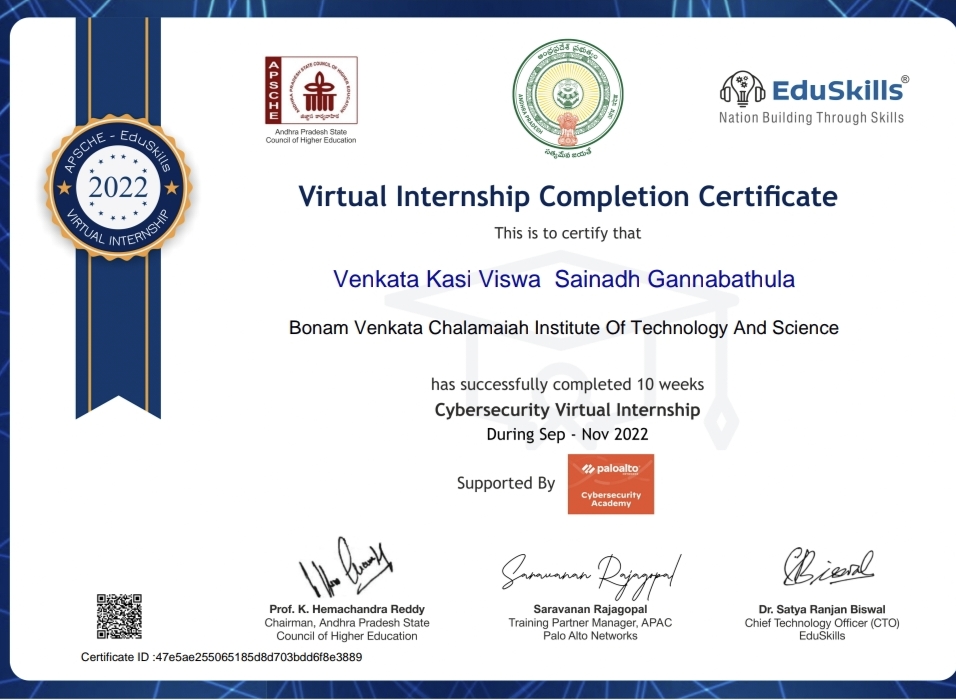 APSCHE
ANDHRA PRADESH STATE COUNCIL OF HIGHER EDUCATION
Andhra Pradesh State
Council of Higher Education
ఆంధ్రప్రదేశ్ ప్రభుత్వం
ANDHRA PRADESH
సత్యమేవ జయతే
EduSkills®
Nation Building Through Skills
APSCHE - EduSkills
2022
VIRTUAL INTERNSHIP
Virtual Internship Completion Certificate
This is to certify that
Venkata Kasi Viswa Sainadh Gannabathula
Bonam Venkata Chalamaiah Institute Of Technology And Science
has successfully completed 10 weeks
Cybersecurity Virtual Internship
During Sep - Nov 2022
Supported By
paloalto
Cybersecurity
Academy
Saravanan Rajagopal
Prof. K. Hemachandra Reddy
Chairman, Andhra Pradesh State
Council of Higher Education
Saravanan Rajagopal
Training Partner Manager, APAC
Palo Alto Networks
Dr. Satya Ranjan Biswal
Chief Technology Officer (CTO)
EduSkills
Certificate ID :47e5ae255065185d8d703bdd6f8e3889